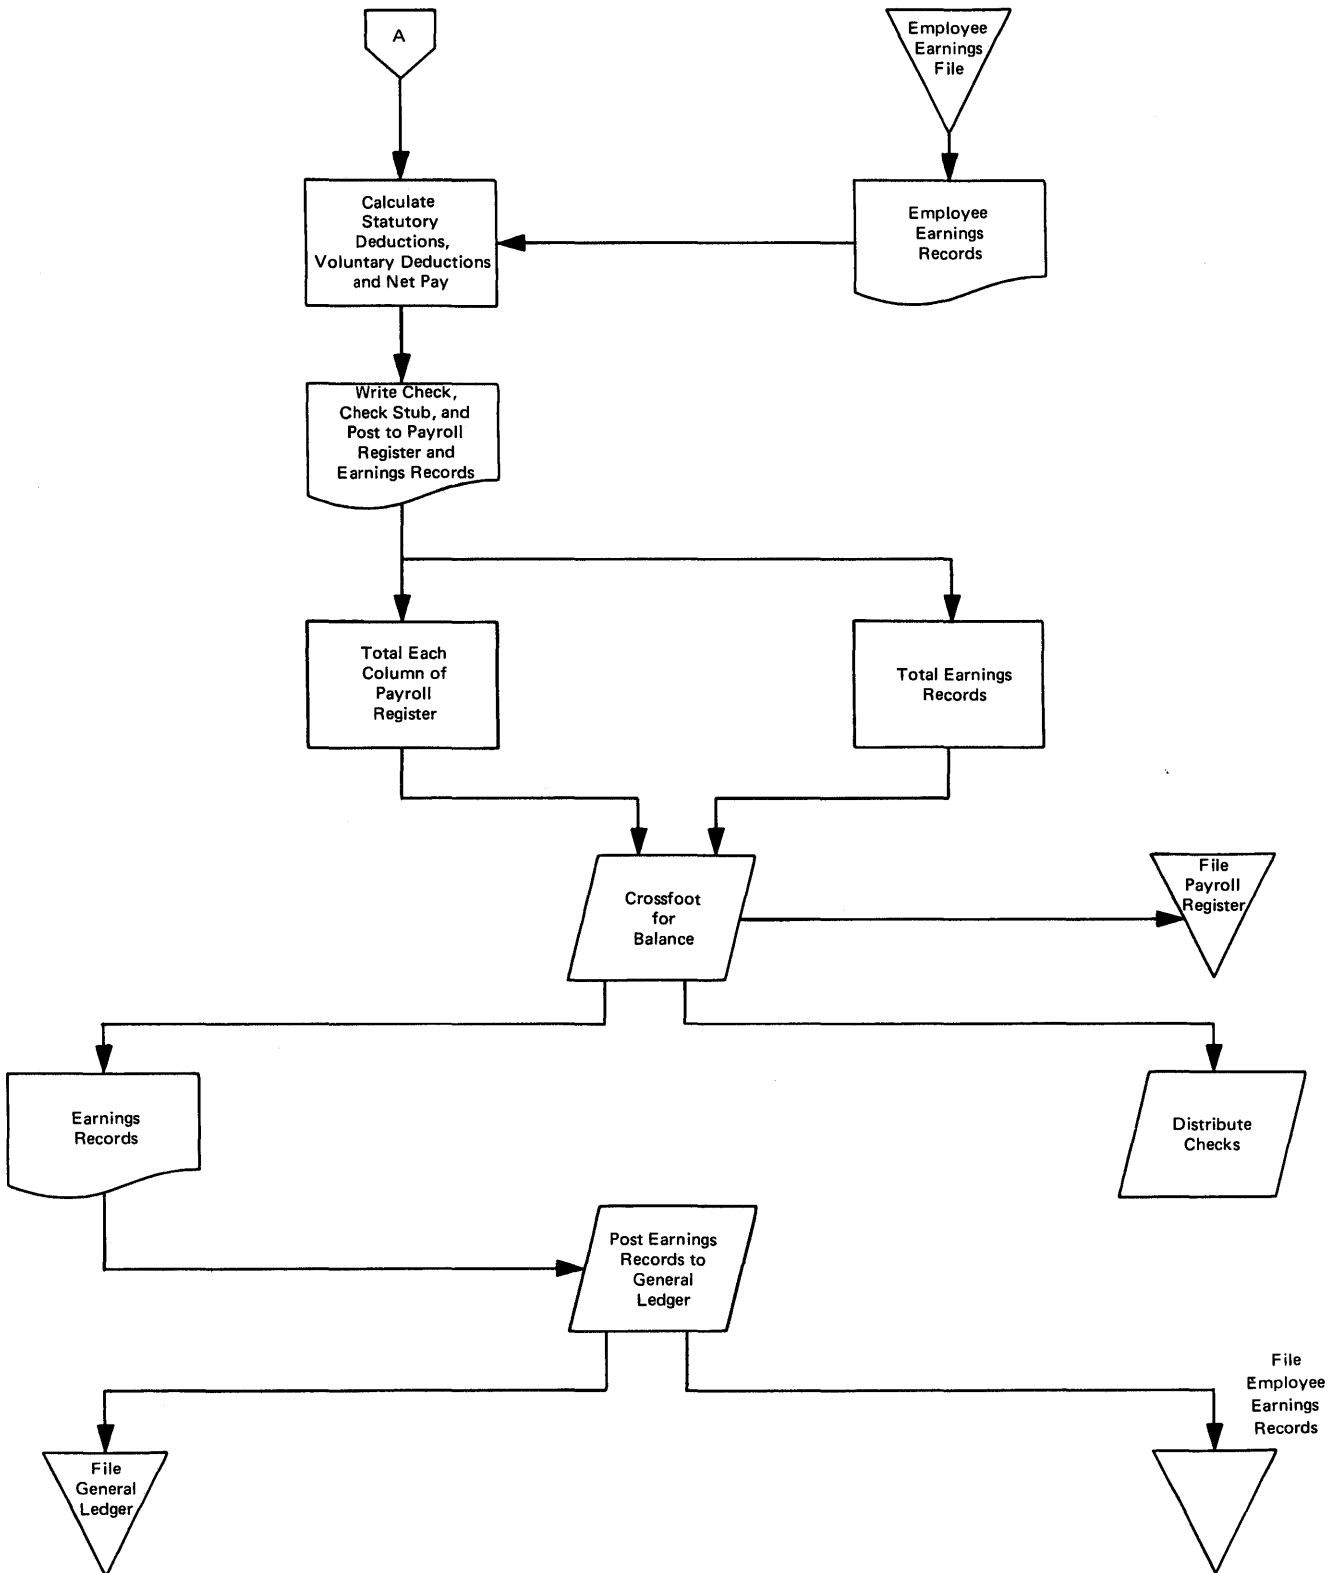 A
Employee
Earnings
File
Calculate
Statutory
Deductions,
Voluntary Deductions
and Net Pay
Employee
Earnings
Records
Write Check,
Check Stub, and
Post to Payroll
Register and
Earnings Records
Total Each
Column of
Payroll
Register
Total Earnings
Records
Crossfoot
for
Balance
File
Payroll
Register
Earnings
Records
Distribute
Checks
Post Earnings
Records to
General
Ledger
File
General
Ledger
File
Employee
Earnings
Records